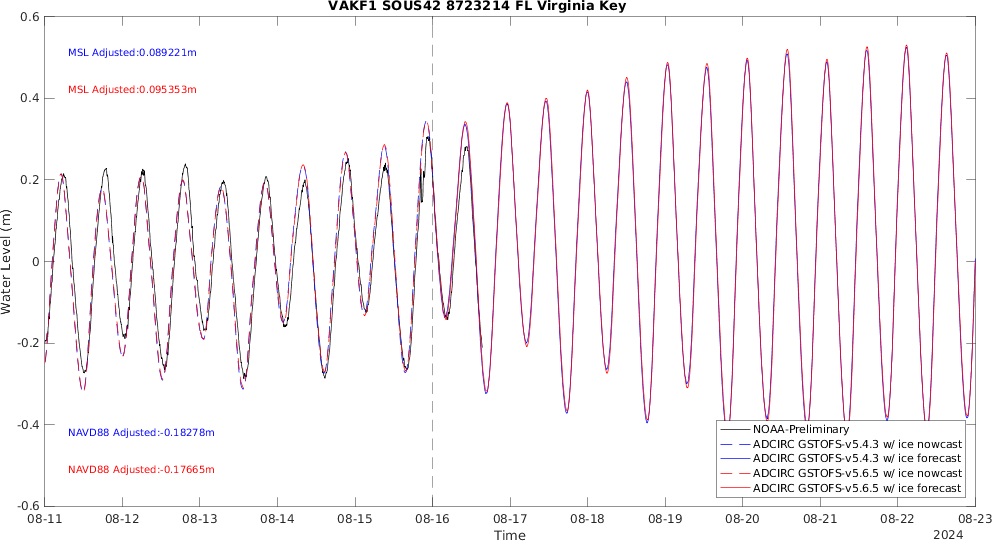 VAKF1 SOUS42 8723214 FL Virginia Key
0.6
0.4
0.2
0
-0.2
-0.4
-0.6
Water Level (m)
MSL Adjusted:0.089221m
MSL Adjusted:0.095353m
NAVD88 Adjusted:-0.18278m
NAVD88 Adjusted:-0.17665m
NOAA-Preliminary
ADCIRC GSTOFS-v5.4.3 w/ ice nowcast
ADCIRC GSTOFS-v5.4.3 w/ ice forecast
ADCIRC GSTOFS-v5.6.5 w/ ice nowcast
ADCIRC GSTOFS-v5.6.5 w/ ice forecast
08-11 08-12 08-13 08-14 08-15 08-16 08-17 08-18 08-19 08-20 08-21 08-22 08-23
Time
2024